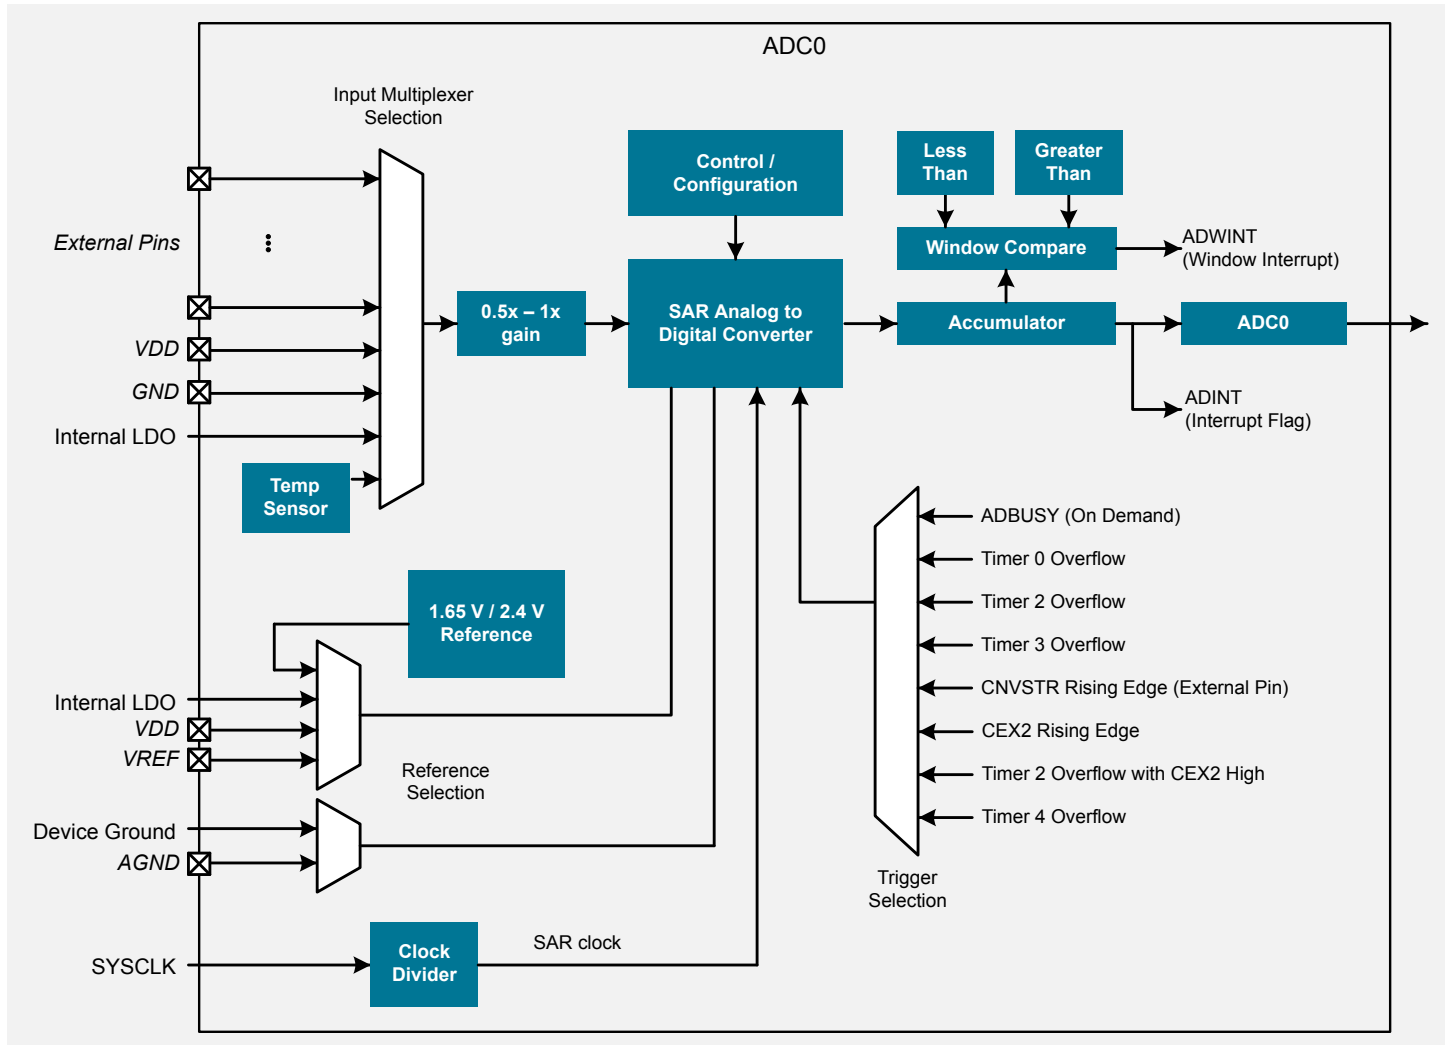 ADC0
Input Multiplexer
Selection
External Pins
VDD
GND
Internal LDO
Temp
Sensor
0.5x – 1x
gain
Control /
Configuration
SAR Analog to
Digital Converter
Less
Than
Greater
Than
Window Compare
ADWINT
(Window Interrupt)
Accumulator
ADC0
ADINT
(Interrupt Flag)
ADBUSY (On Demand)
Timer 0 Overflow
Timer 2 Overflow
Timer 3 Overflow
CNVSTR Rising Edge (External Pin)
CEX2 Rising Edge
Timer 2 Overflow with CEX2 High
Timer 4 Overflow
Trigger
Selection
1.65 V / 2.4 V
Reference
Internal LDO
VDD
VREF
Reference
Selection
Device Ground
AGND
SYSCLK
Clock
Divider
SAR clock